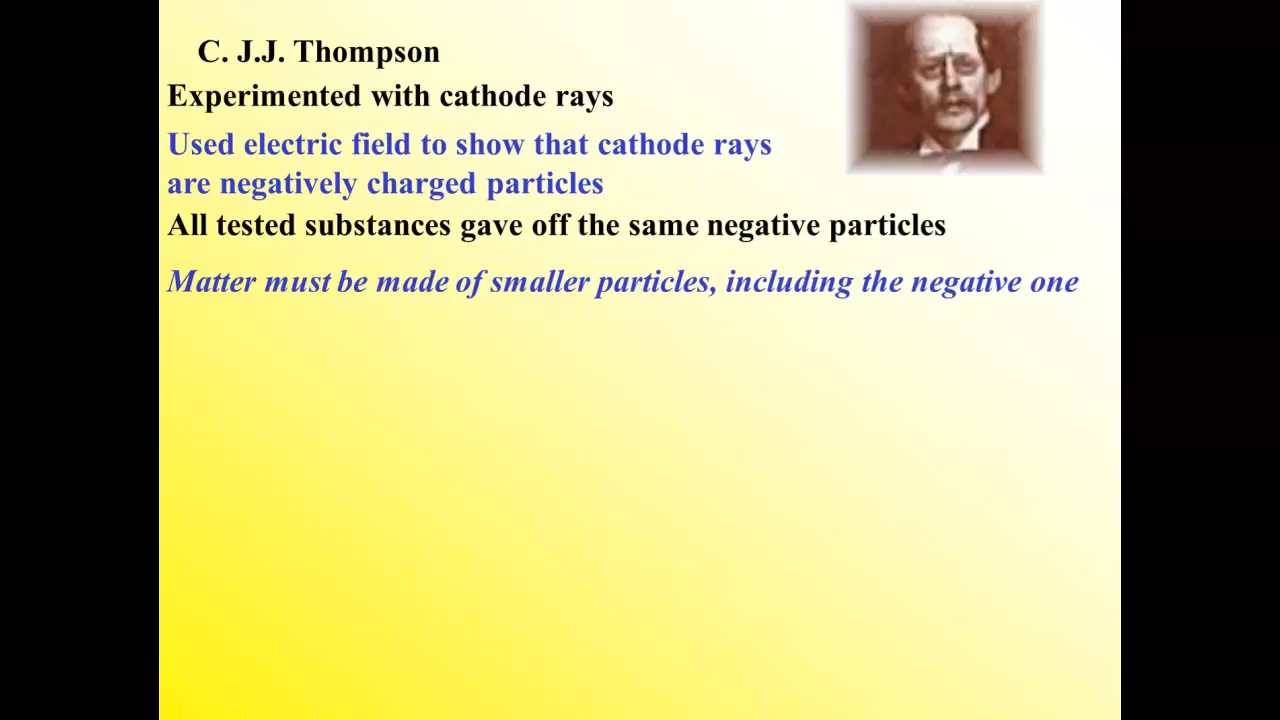 C. J.J. Thompson
Experimented with cathode rays
Used electric field to show that cathode rays
are negatively charged particles
All tested substances gave off the same negative particles
Matter must be made of smaller particles, including the negative one